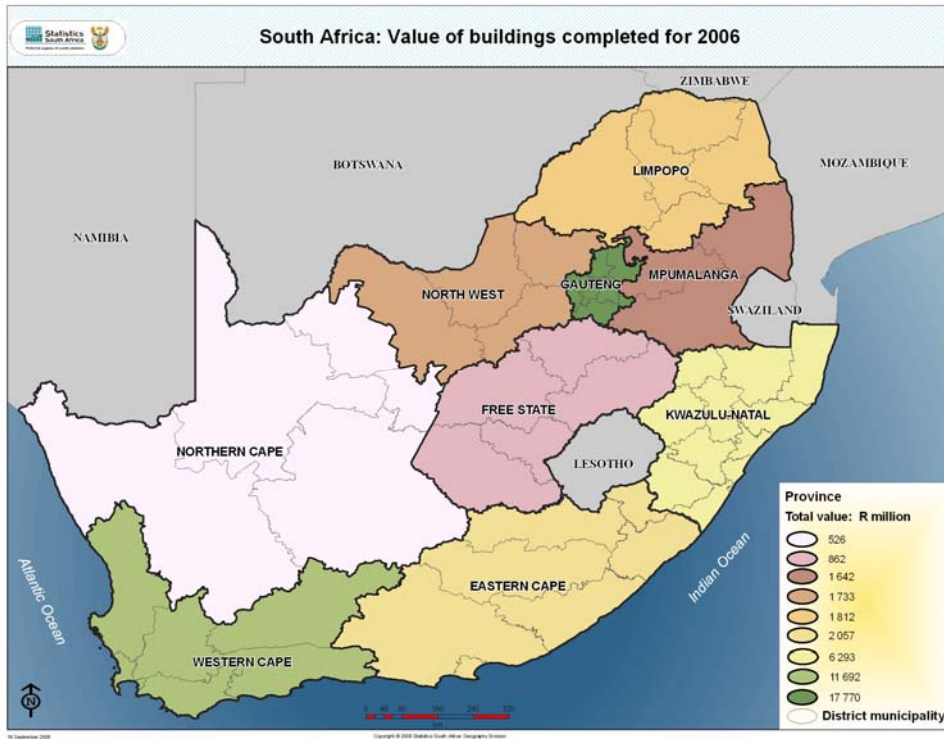 Statistics
South Africa
South Africa: Value of buildings completed for 2006
ZIMBABWE
BOTSWANA
MOZAMBIQUE
LIMPOPO
NAMIBIA
MPUMALANGA
GAUTENG
NORTH WEST
SWAZILAND
FREE STATE
KWAZULU-NATAL
NORTHERN CAPE
LESOTHO
EASTERN CAPE
WESTERN CAPE
Atlantic Ocean
Indian Ocean
Province
Total value: R million
526
862
1 642
1 733
1 812
2 057
6 293
11 692
17 770
District municipality
N